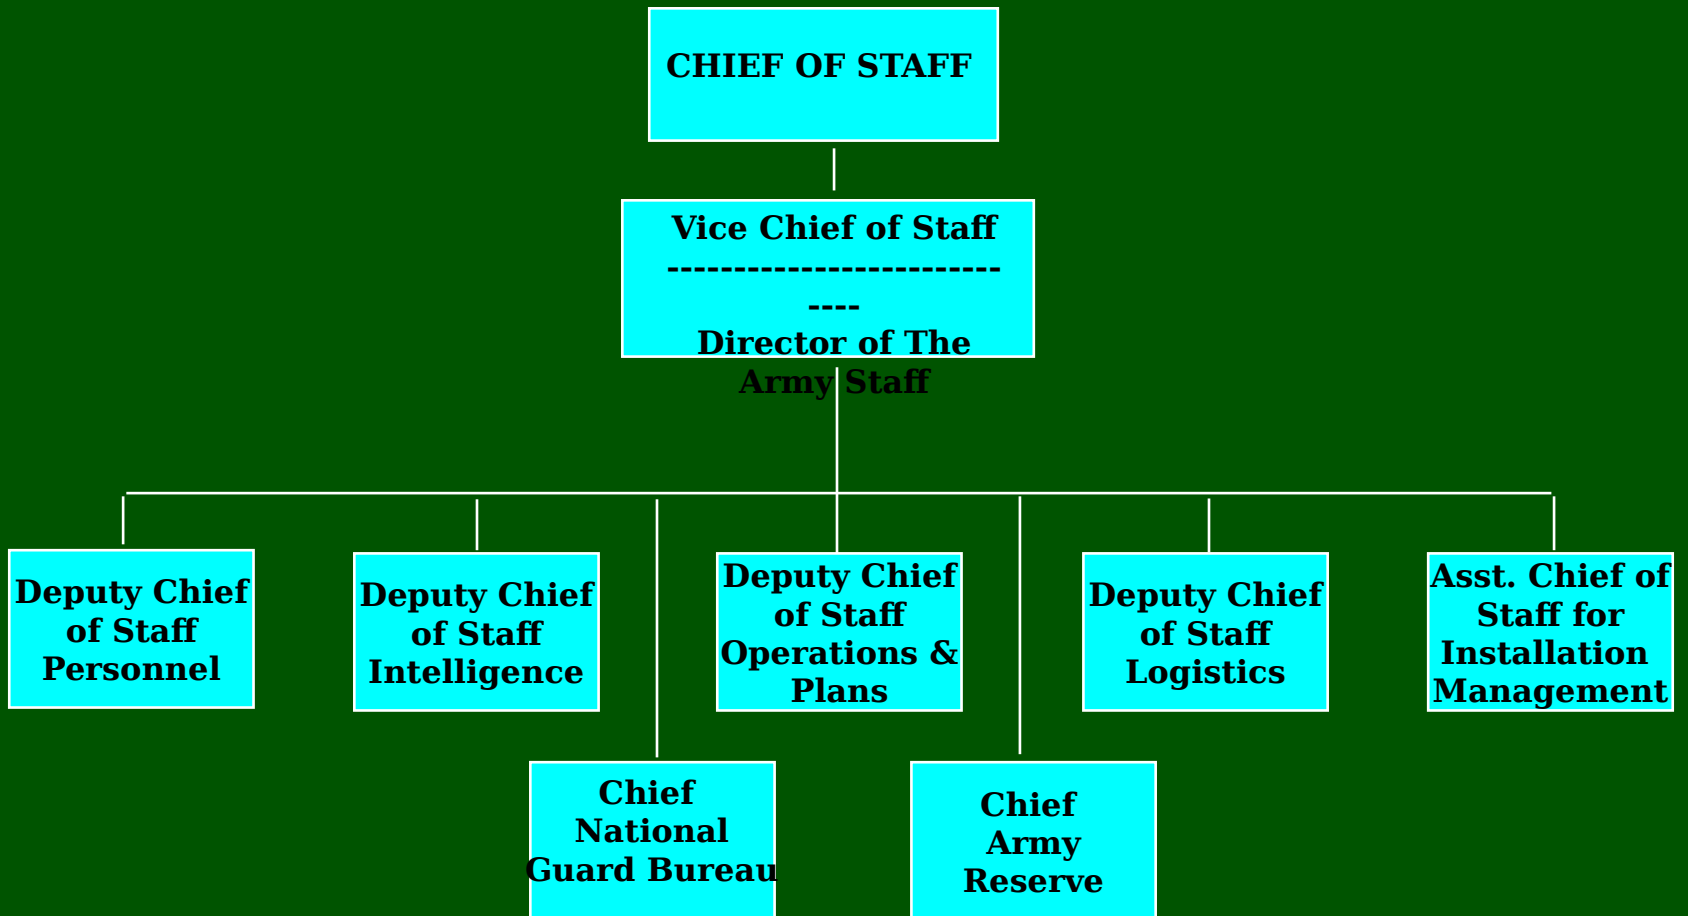 CHIEF OF STAFF
Vice Chief of Staff
-------------------------
----
Director of The
Army Staff
Deputy Chief
of Staff
Personnel
Deputy Chief
of Staff
Intelligence
Deputy Chief
of Staff
Operations &
Plans
Deputy Chief
of Staff
Logistics
Asst. Chief of
Staff for
Installation
Management
Chief
National
Guard Bureau
Chief
Army
Reserve